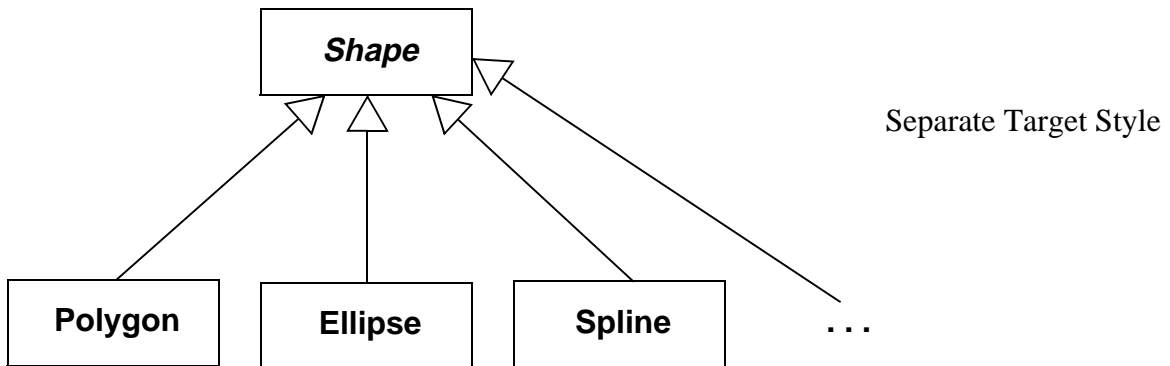 Shape
Separate Target Style
Polygon
Ellipse
Spline
. . .